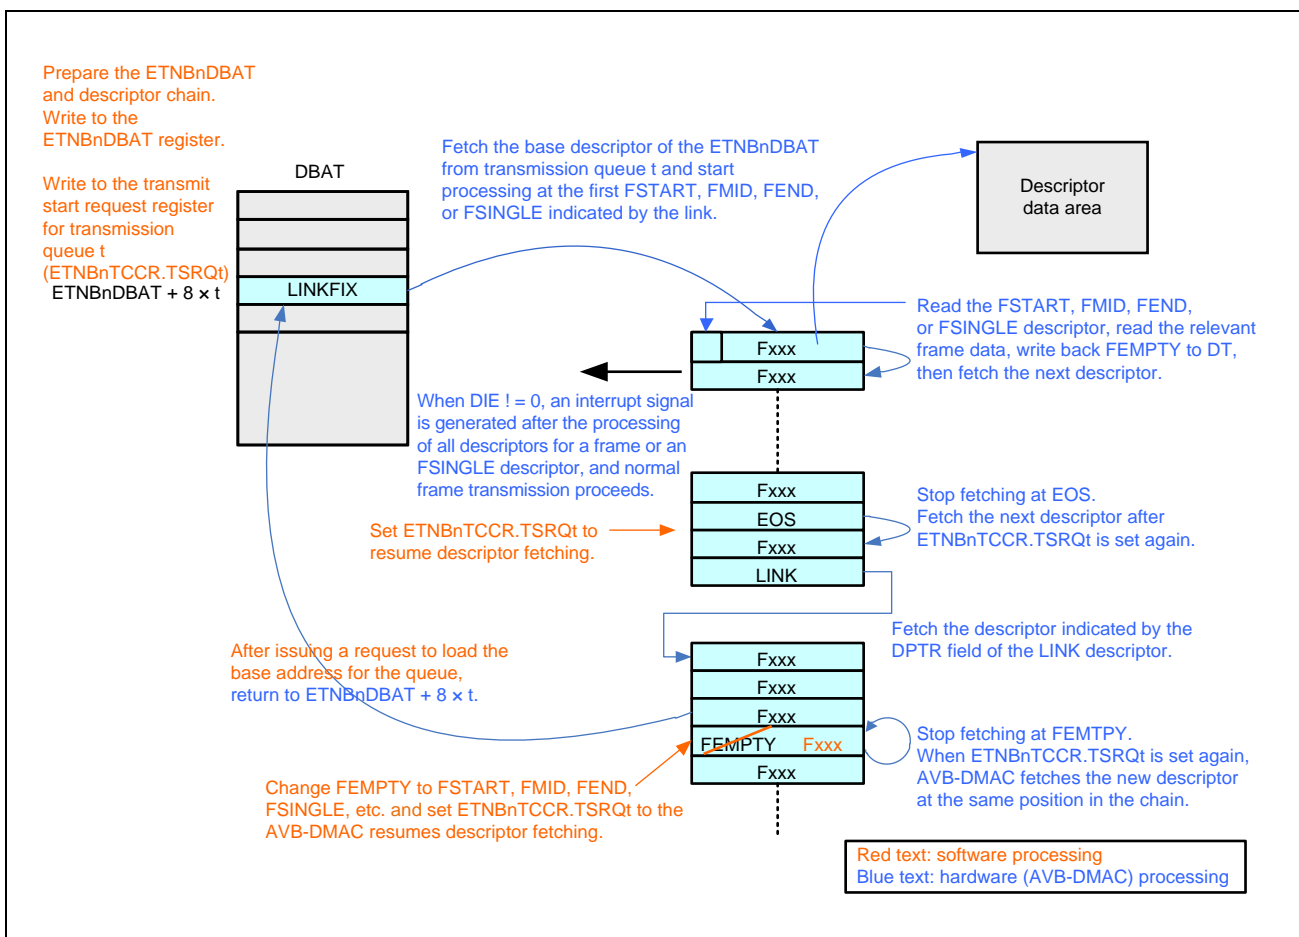 Prepare the ETNBnDBAT
and descriptor chain.
Write to the
ETNBnDBAT register.
Write to the transmit
start request register
for transmission
queue t
(ETNBnTCCR.TSRQt)
ETNBnDBAT + 8 × t
DBAT
LINKFIX
Fetch the base descriptor of the ETNBnDBAT
from transmission queue t and start
processing at the first FSTART, FMID, FEND,
or FSINGLE indicated by the link.
Descriptor
data area
Fxxx
Fxxx
Read the FSTART, FMID, FEND,
or FSINGLE descriptor, read the relevant
frame data, write back FEMPTY to DT,
then fetch the next descriptor.
When DIE ! = 0, an interrupt signal
is generated after the processing
of all descriptors for a frame or an
FSINGLE descriptor, and normal
frame transmission proceeds.
Set ETNBnTCCR.TSRQt to
resume descriptor fetching.
Fxxx
EOS
Fxxx
LINK
Stop fetching at EOS.
Fetch the next descriptor after
ETNBnTCCR.TSRQt is set again.
Fetch the descriptor indicated by the
DPTR field of the LINK descriptor.
After issuing a request to load the
base address for the queue,
return to ETNBnDBAT + 8 × t.
Fxxx
Fxxx
Fxxx
FEMPTY Fxxx
Fxxx
Stop fetching at FEMTPY.
When ETNBnTCCR.TSRQt is set again,
AVB-DMAC fetches the new descriptor
at the same position in the chain.
Change FEMPTY to FSTART, FMID, FEND,
FSINGLE, etc. and set ETNBnTCCR.TSRQt to the
AVB-DMAC resumes descriptor fetching.
Red text: software processing
Blue text: hardware (AVB-DMAC) processing